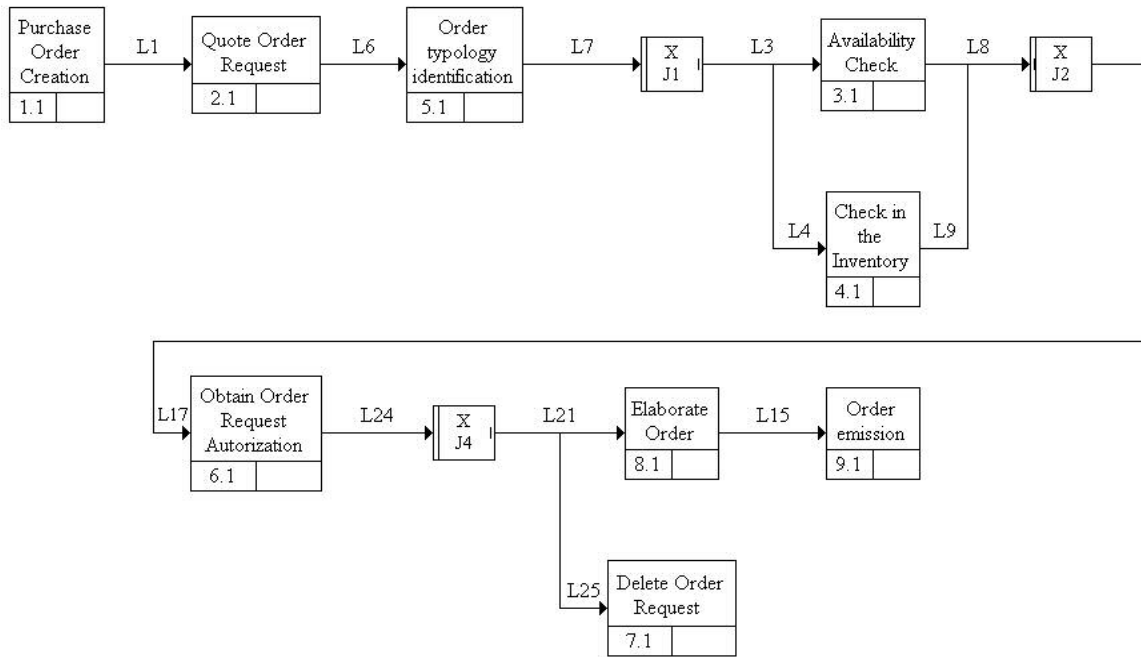 Purchase
Order
Creation
1.1
L1
Quote Order
Request
2.1
L6
Order
typology
identification
5.1
L7
X
J1
L3
Availability
Check
3.1
L8
X
J2
L4
Check in
the
Inventory
4.1
L9
L17
Obtain Order
Request
Autorization
6.1
L24
X
J4
L21
Elaborate
Order
8.1
L15
Order
emission
9.1
L25
Delete Order
Request
7.1